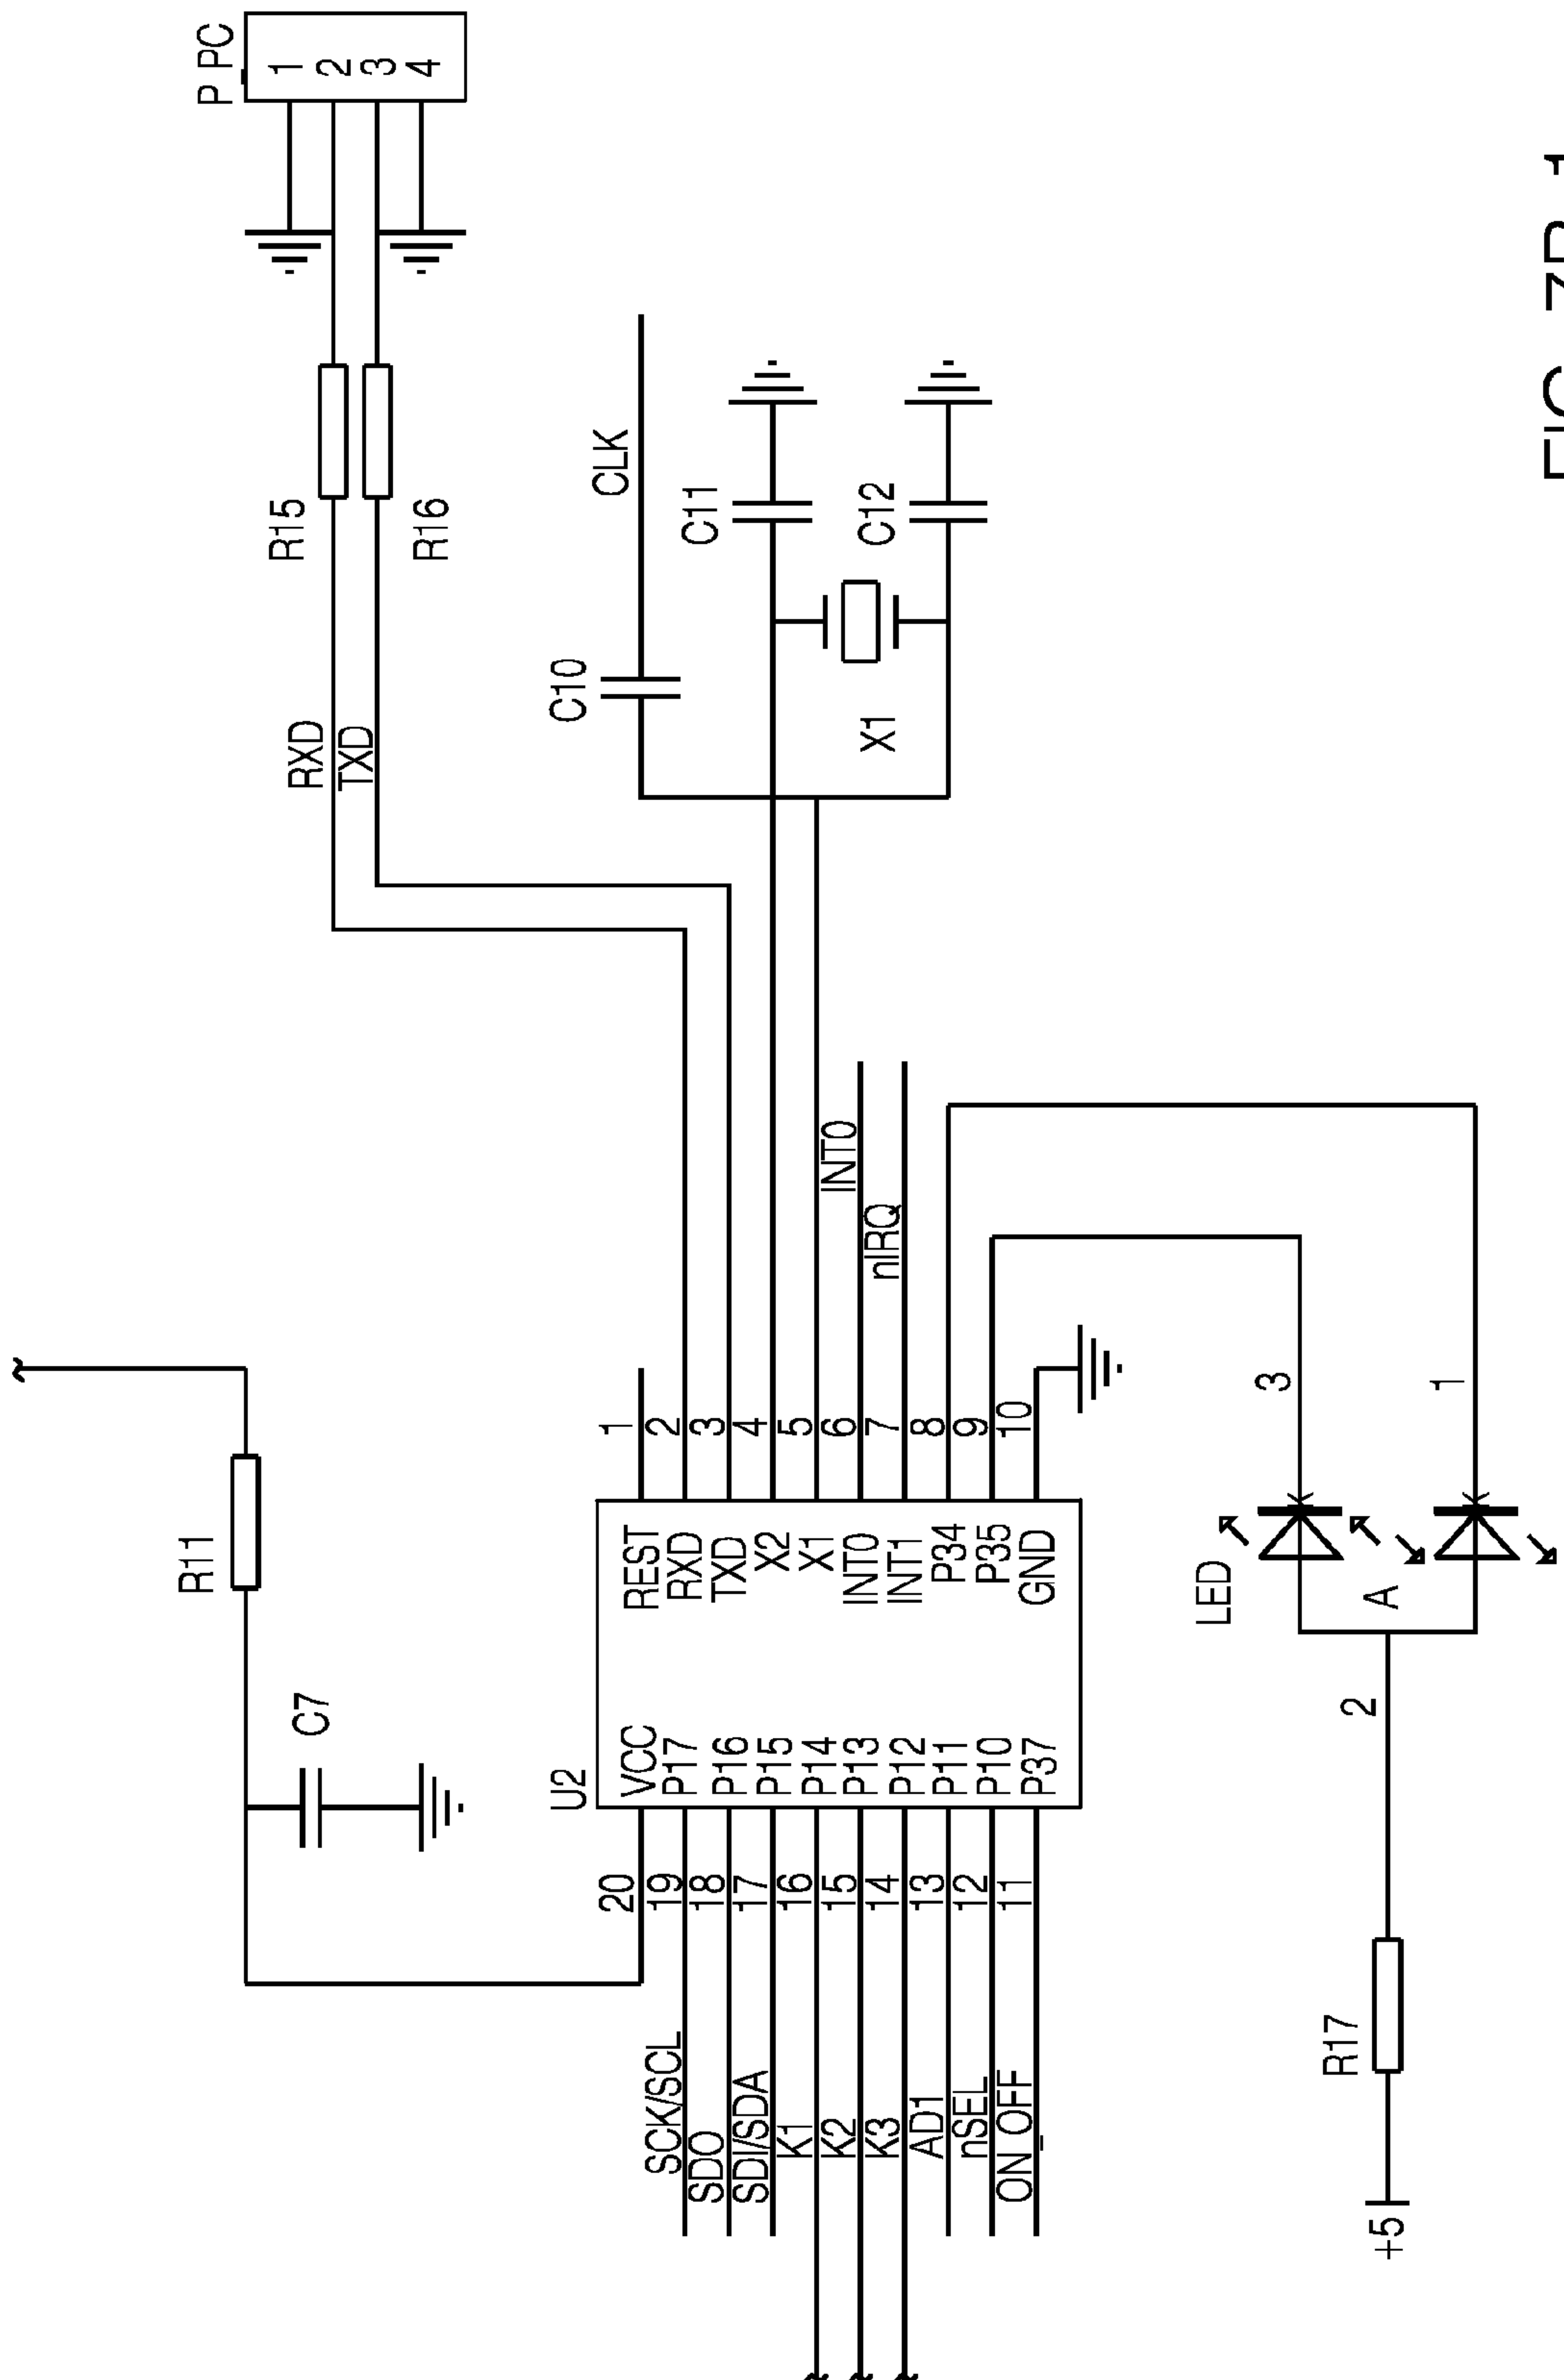 P_PC
1
2
3
4
R15
R16
RXD
TXD
CLK
C10
C11
C12
X1
R11
C7
U2
1
2
3
4
5
6
7
8
9
10
REST
RXD
TXD
X2
X1
INT0
INT1
P34
P35
GND
VCC
P17
P16
P15
P14
P13
P12
P11
P10
P37
20
19
18
17
16
15
14
13
12
11
INT0
nIRQ
SCK/SCL
SDO
SDI/SDA
K1
K2
K3
AD1
nSEL
ON_OFF
LED
3
1
A
K
K
2
R17
+5